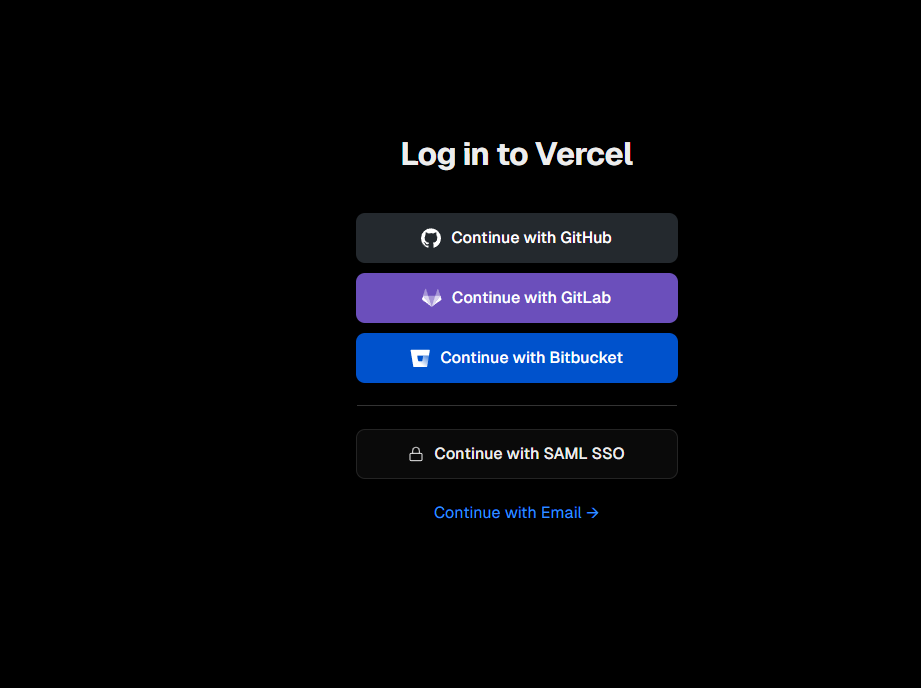 Log in to Vercel
Continue with GitHub
Continue with GitLab
Continue with Bitbucket
Continue with SAML SSO
Continue with Email →